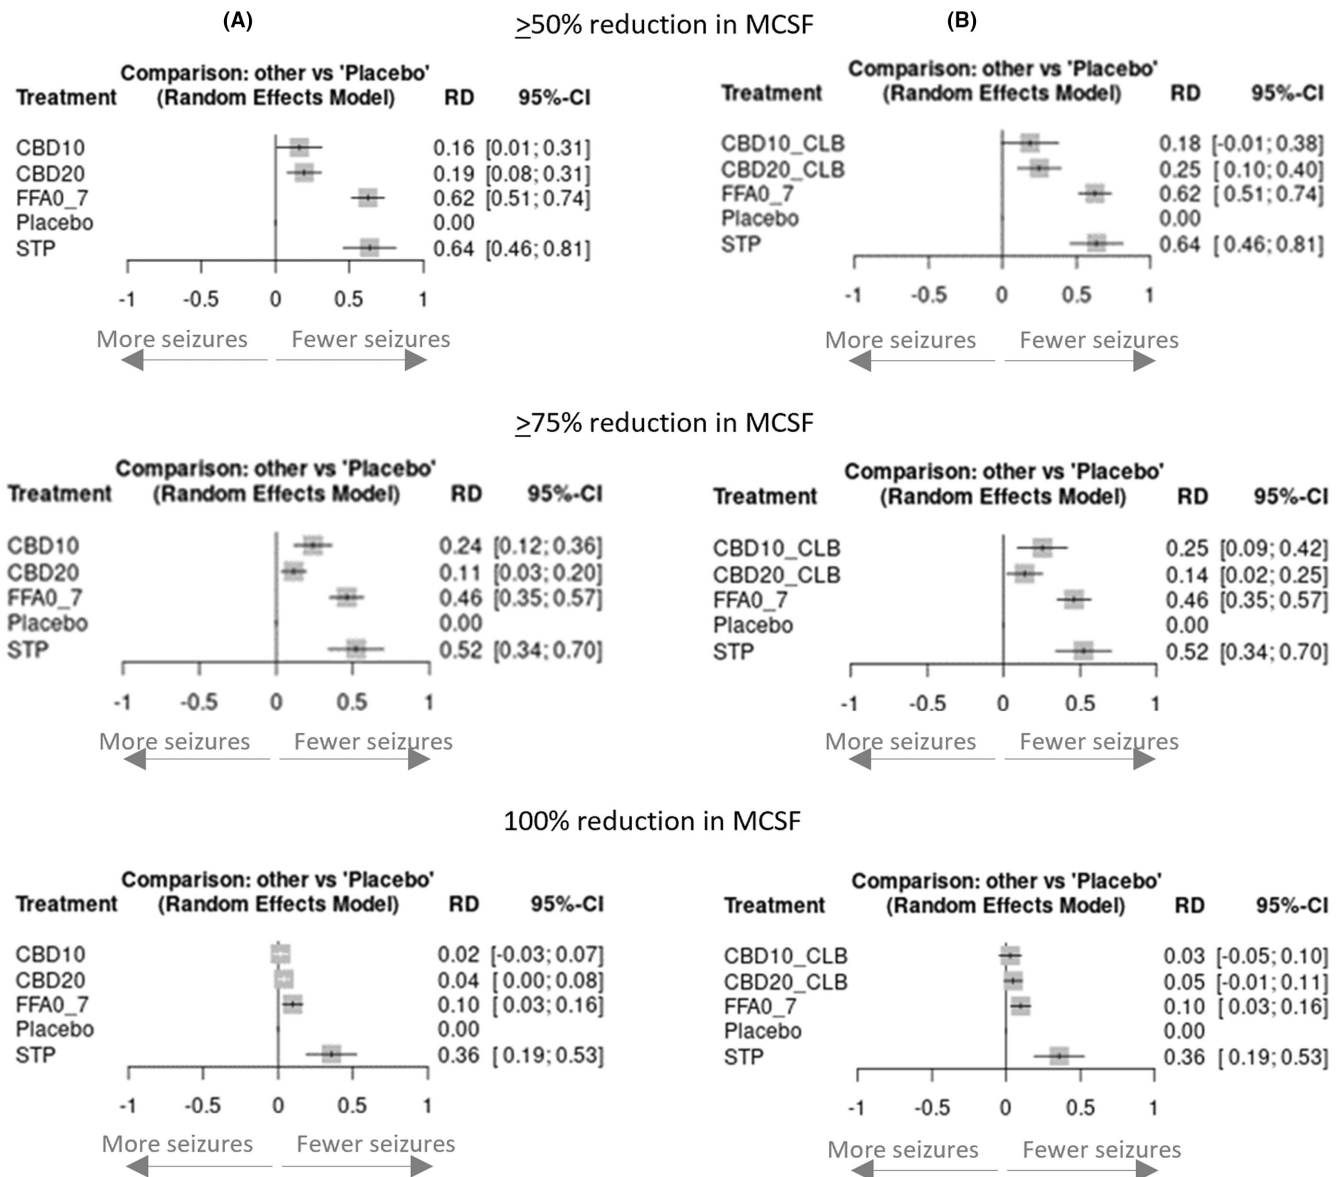 (A)
≥50% reduction in MCSF
(B)
Comparison: other vs 'Placebo'
Treatment (Random Effects Model) RD 95%-CI
CBD10 0.16 [0.01; 0.31]
CBD20 0.19 [0.08; 0.31]
FFA0_7 0.62 [0.51; 0.74]
Placebo 0.00
STP 0.64 [0.46; 0.81]
-1 -0.5 0 0.5 1
More seizures Fewer seizures
Comparison: other vs 'Placebo'
Treatment (Random Effects Model) RD 95%-CI
CBD10_CLB 0.18 [-0.01; 0.38]
CBD20_CLB 0.25 [ 0.10; 0.40]
FFA0_7 0.62 [ 0.51; 0.74]
Placebo 0.00
STP 0.64 [ 0.46; 0.81]
-1 -0.5 0 0.5 1
More seizures Fewer seizures
≥75% reduction in MCSF
Comparison: other vs 'Placebo'
Treatment (Random Effects Model) RD 95%-CI
CBD10 0.24 [0.12; 0.36]
CBD20 0.11 [0.03; 0.20]
FFA0_7 0.46 [0.35; 0.57]
Placebo 0.00
STP 0.52 [0.34; 0.70]
-1 -0.5 0 0.5 1
More seizures Fewer seizures
Comparison: other vs 'Placebo'
Treatment (Random Effects Model) RD 95%-CI
CBD10_CLB 0.25 [0.09; 0.42]
CBD20_CLB 0.14 [0.02; 0.25]
FFA0_7 0.46 [0.35; 0.57]
Placebo 0.00
STP 0.52 [0.34; 0.70]
-1 -0.5 0 0.5 1
More seizures Fewer seizures
100% reduction in MCSF
Comparison: other vs 'Placebo'
Treatment (Random Effects Model) RD 95%-CI
CBD10 0.02 [-0.03; 0.07]
CBD20 0.04 [ 0.00; 0.08]
FFA0_7 0.10 [ 0.03; 0.16]
Placebo 0.00
STP 0.36 [ 0.19; 0.53]
-1 -0.5 0 0.5 1
More seizures Fewer seizures
Comparison: other vs 'Placebo'
Treatment (Random Effects Model) RD 95%-CI
CBD10_CLB 0.03 [-0.05; 0.10]
CBD20_CLB 0.05 [-0.01; 0.11]
FFA0_7 0.10 [ 0.03; 0.16]
Placebo 0.00
STP 0.36 [ 0.19; 0.53]
-1 -0.5 0 0.5 1
More seizures Fewer seizures